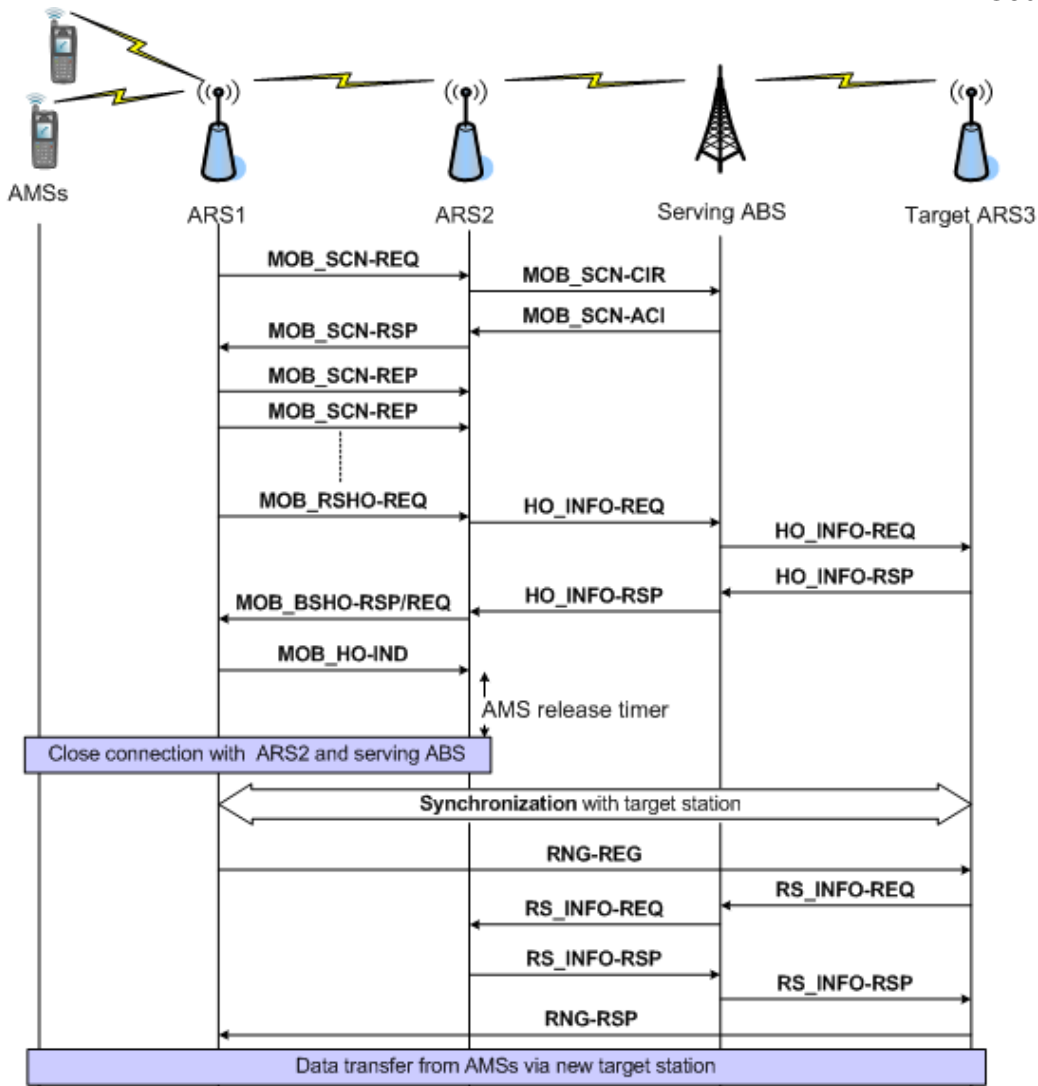 AMSs
ARS1
ARS2
Serving ABS
Target ARS3
MOB_SCN-REQ
MOB_SCN-CIR
MOB_SCN-ACI
MOB_SCN-RSP
MOB_SCN-REP
MOB_SCN-REP
MOB_RSHO-REQ
HO_INFO-REQ
HO_INFO-REQ
HO_INFO-RSP
HO_INFO-RSP
MOB_BSHO-RSP/REQ
MOB_HO-IND
AMS release timer
Close connection with ARS2 and serving ABS
Synchronization with target station
RNG-REG
RS_INFO-REQ
RS_INFO-REQ
RS_INFO-RSP
RS_INFO-RSP
RNG-RSP
Data transfer from AMSs via new target station